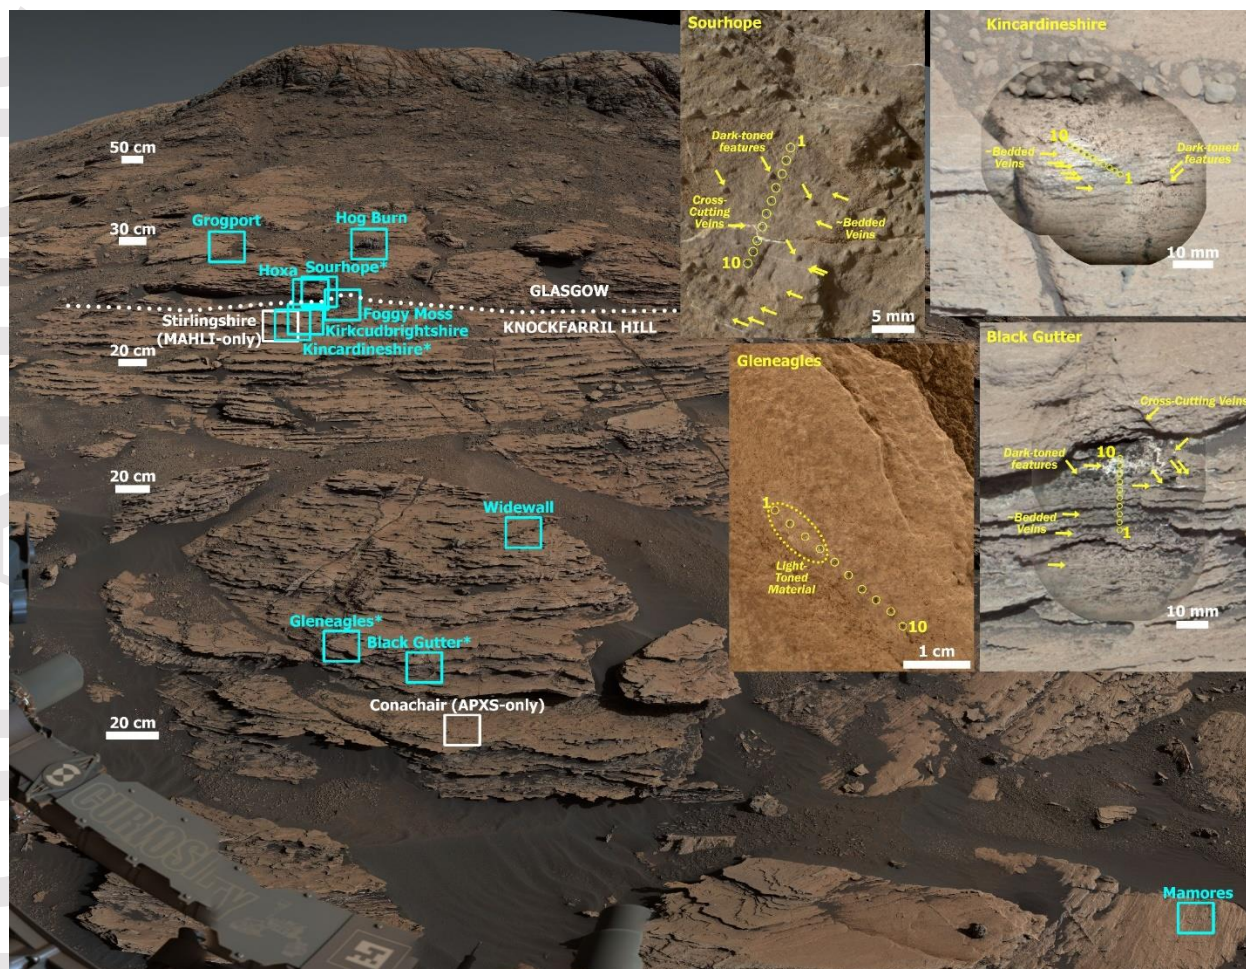 50 cm
30 cm
Grogport
Hog Burn
Hoxa
Sourhope*
GLASGOW
Stirlingshire
(MAHLI-only)
Foggy Moss
Kirkcudbrightshire
KNOCKFARRIL HILL
Kincardineshire*
20 cm
20 cm
Widewall
Gleneagles*
Black Gutter*
Conachair (APXS-only)
20 cm
CURIOSITY
Mamores
Sourhope
Dark-toned
features
1
Cross-
Cutting
Veins
~Bedded
Veins
10
5 mm
Kincardineshire
10
~Bedded
Veins
Dark-toned
features
1
10 mm
Gleneagles
1
Light-
Toned
Material
10
1 cm
Black Gutter
Cross-Cutting Veins
10
Dark-toned
features
~Bedded
Veins
1
10 mm